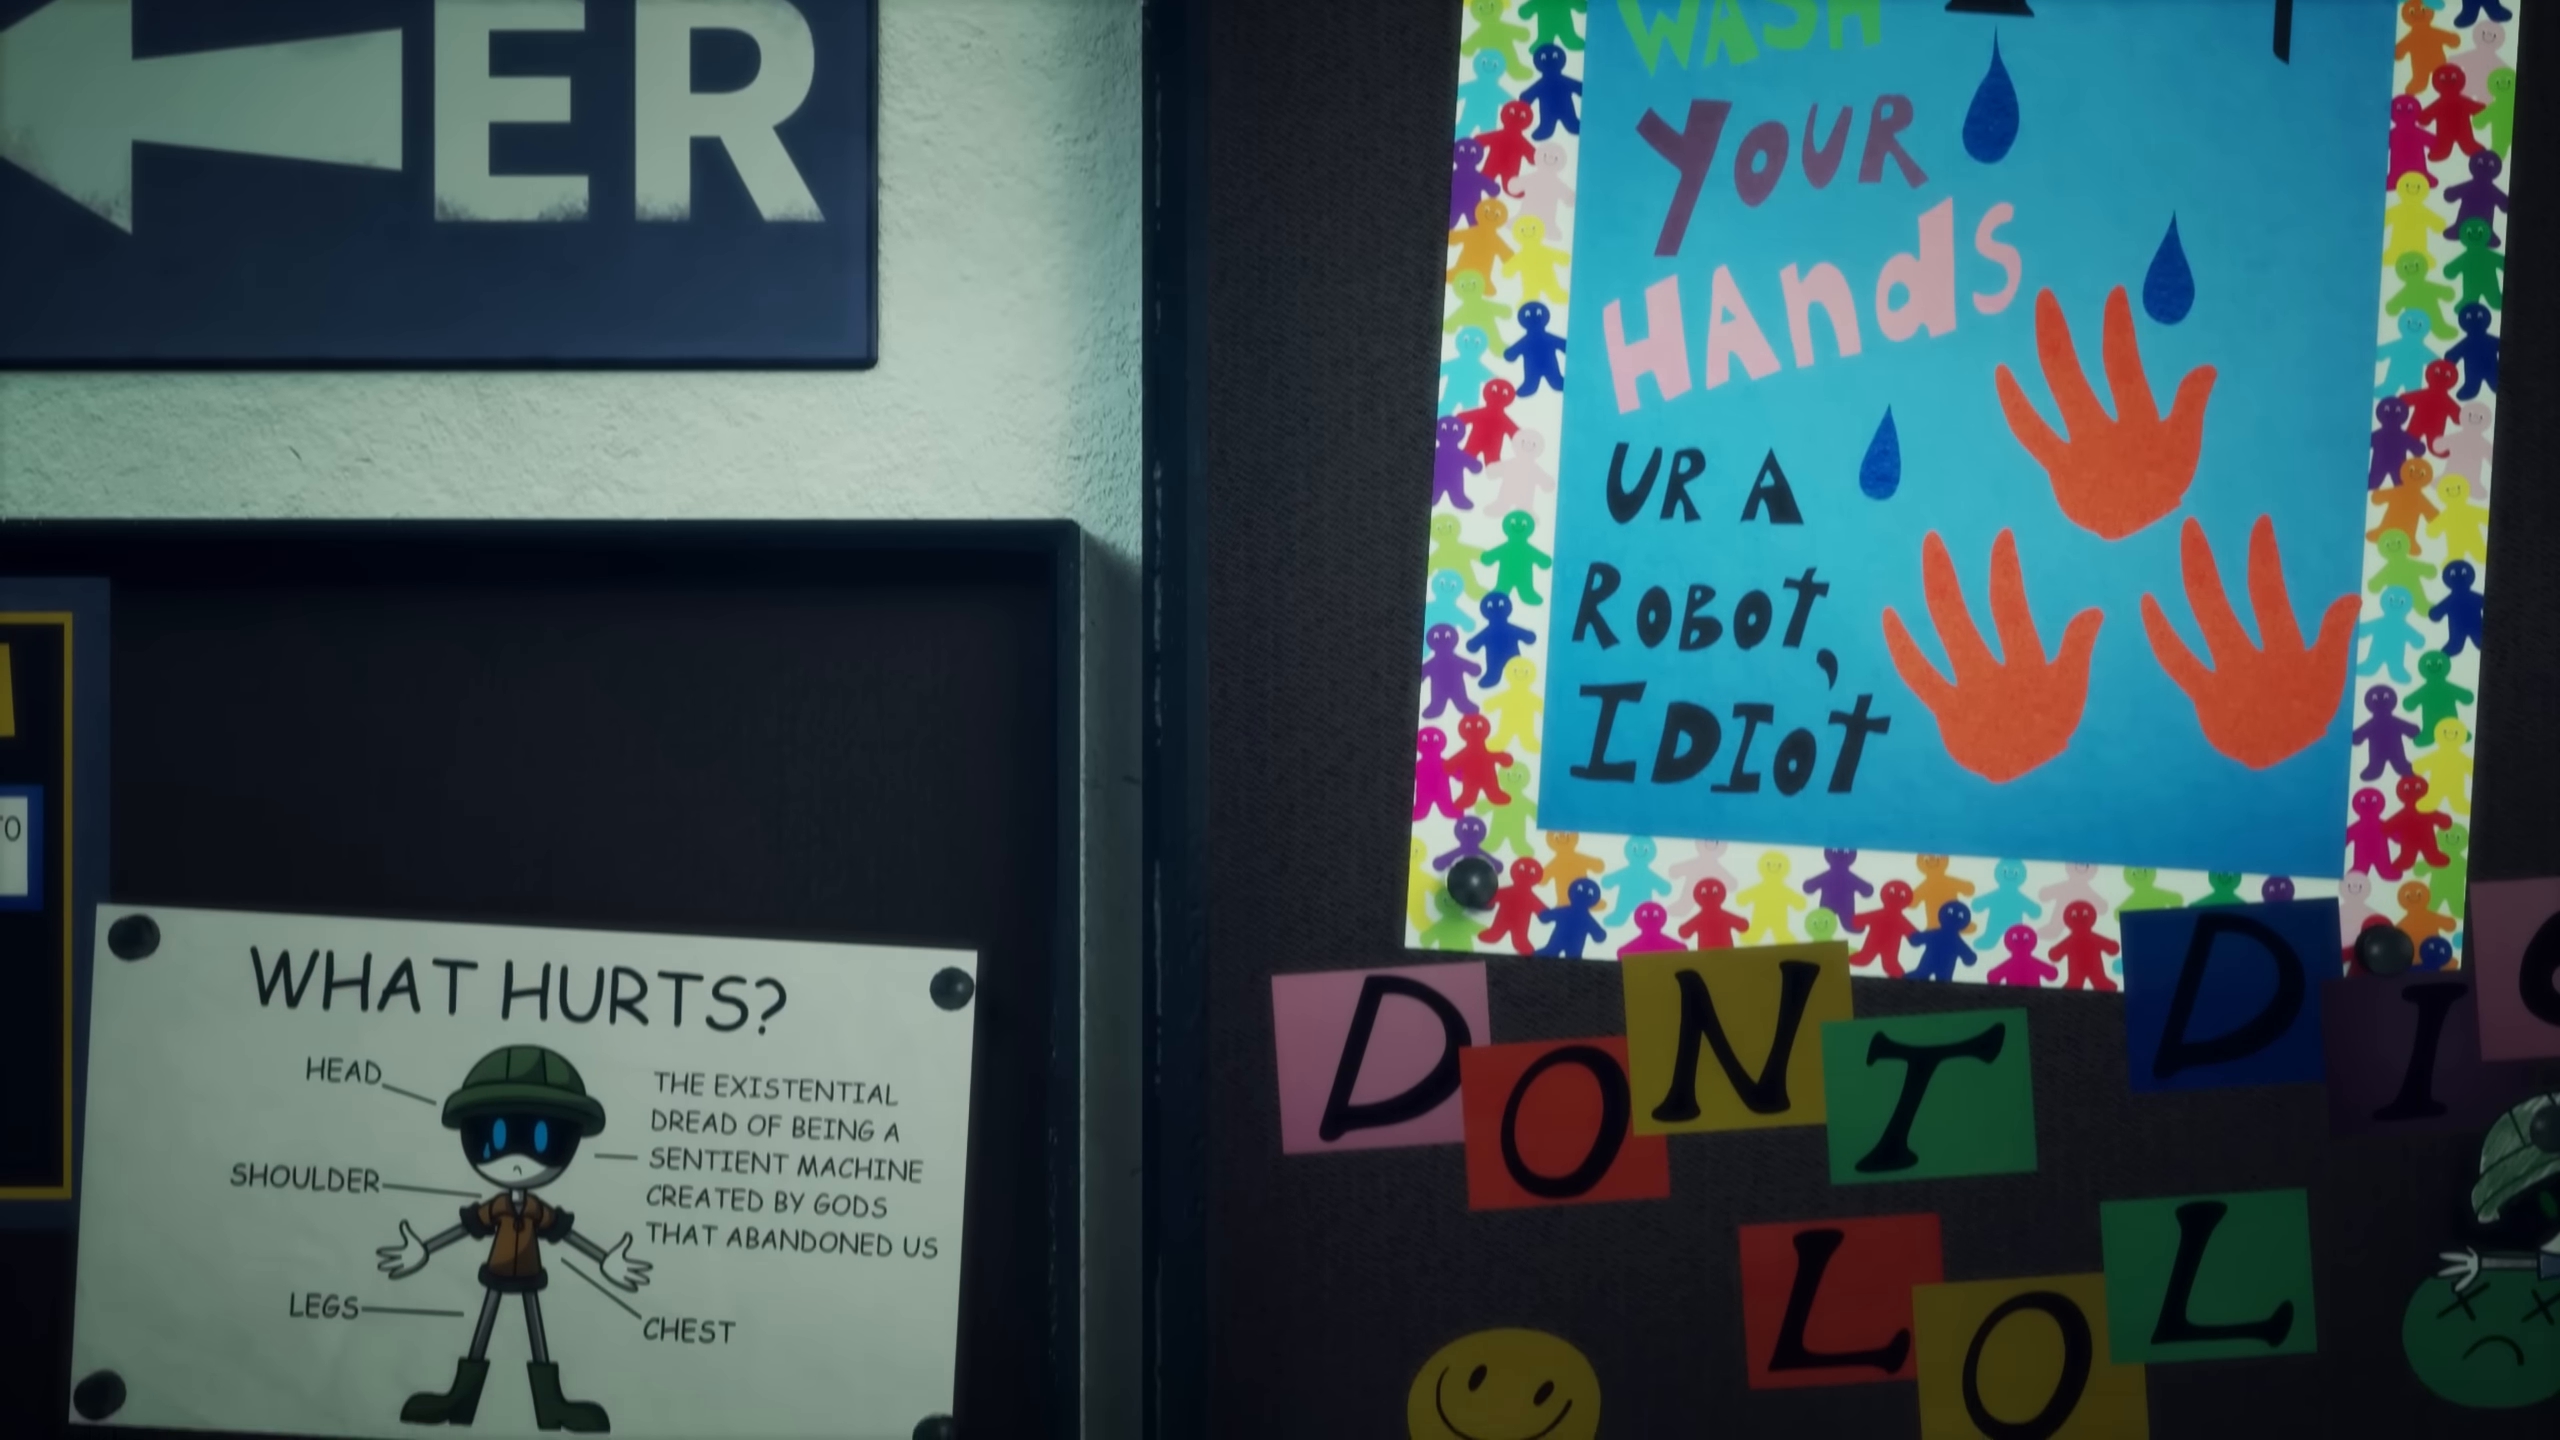 ER
WASH
YOUR
HANdS
UR A
ROBOT,
IDIOT
TO
WHAT HURTS?
HEAD
SHOULDER
LEGS
THE EXISTENTIAL
DREAD OF BEING A
SENTIENT MACHINE
CREATED BY GODS
THAT ABANDONED US
CHEST
DONT
LOL